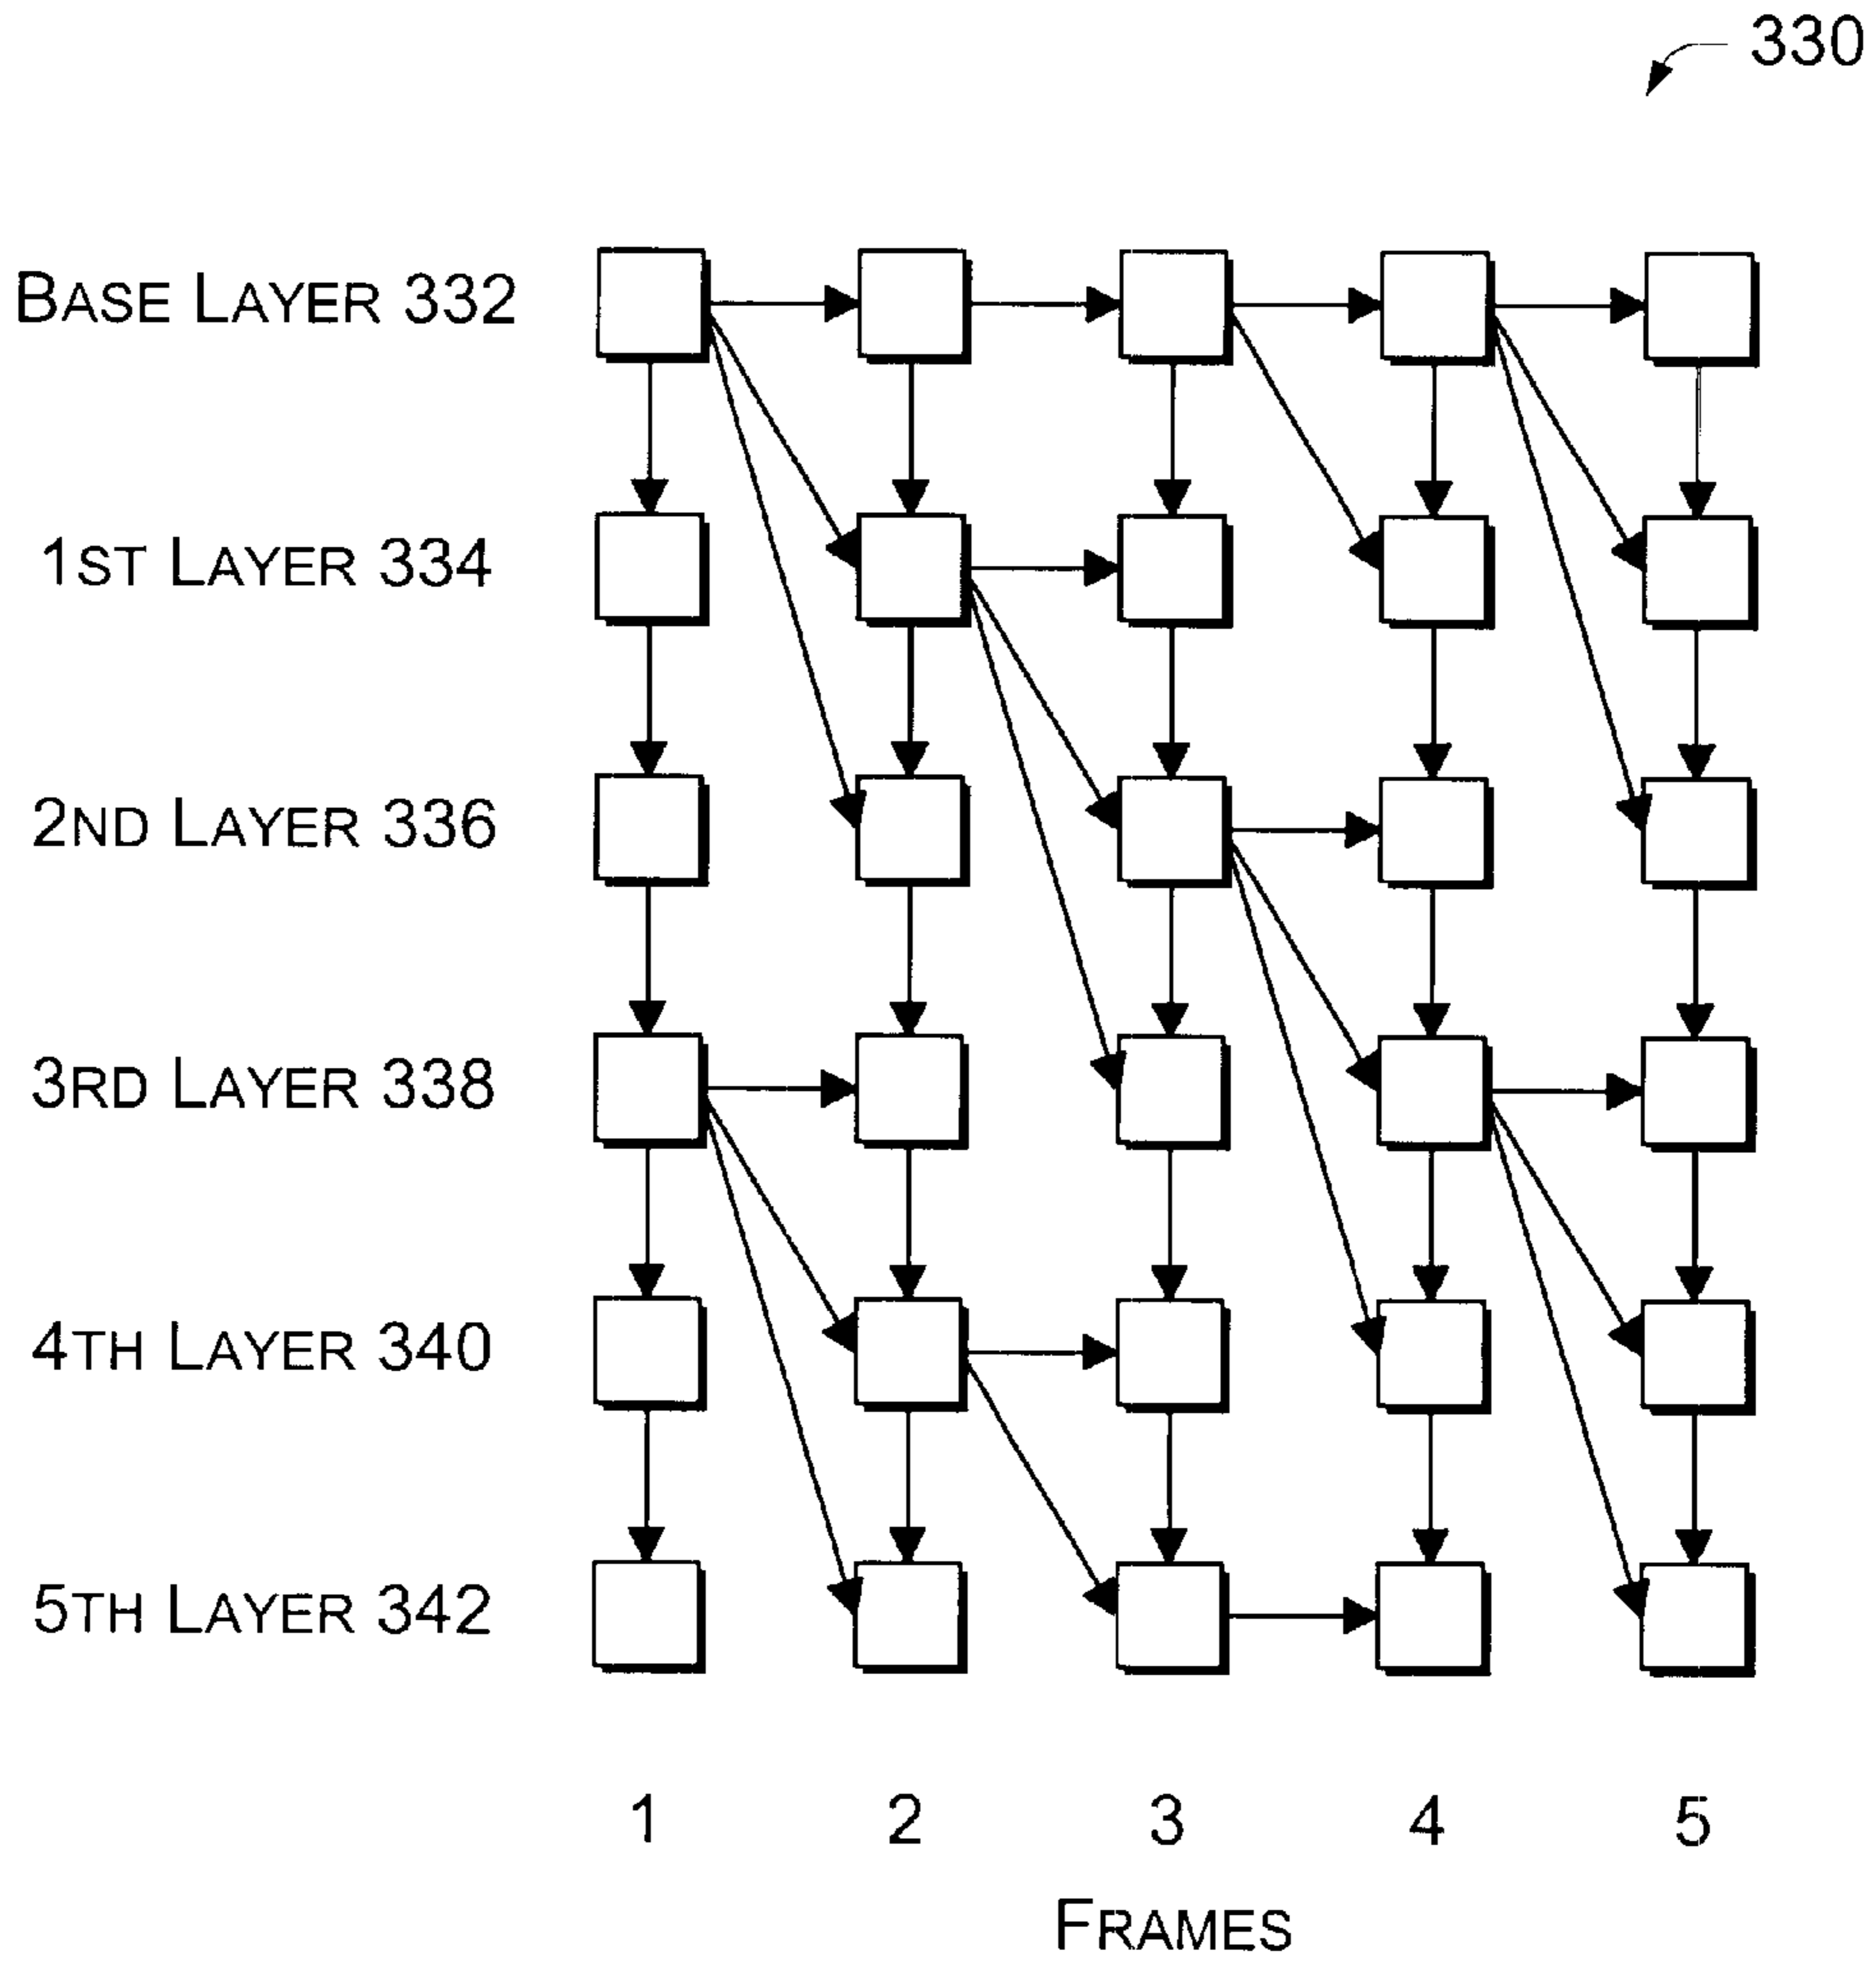 330
BASE LAYER 332
1ST LAYER 334
2ND LAYER 336
3RD LAYER 338
4TH LAYER 340
5TH LAYER 342
1 2 3 4 5
FRAMES